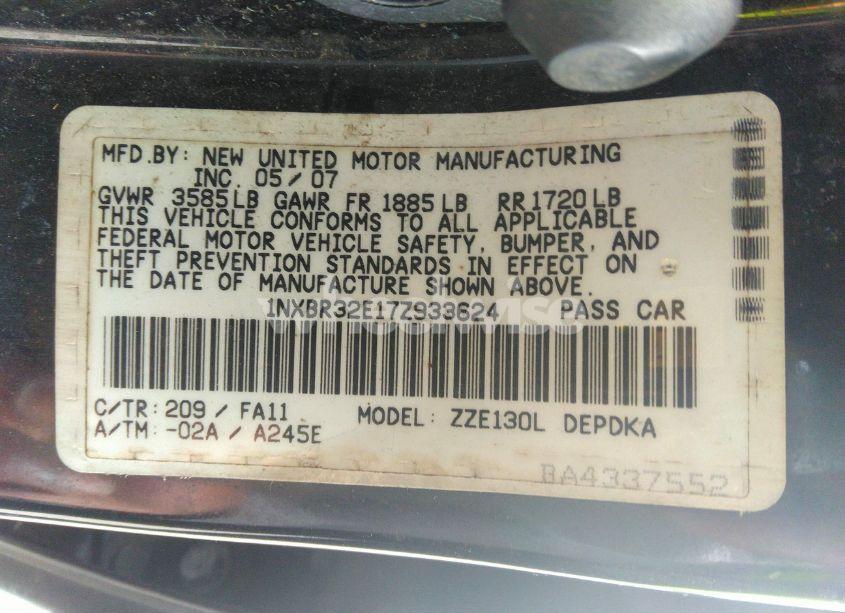 MFD.BY: NEW UNITED MOTOR MANUFACTURING
INC. 05/07
GVWR 3585LB GAWR FR 1885LB RR1720LB
THIS VEHICLE CONFORMS TO ALL APPLICABLE
FEDERAL MOTOR VEHICLE SAFETY, BUMPER, AND
THEFT PREVENTION STANDARDS IN EFFECT ON
THE DATE OF MANUFACTURE SHOWN ABOVE.
1NXBR32E17Z933624 PASS CAR
C/TR: 209 / FA11 MODEL: ZZE130L DEPDKA
A/TM: -02A / A245E
BA4337552